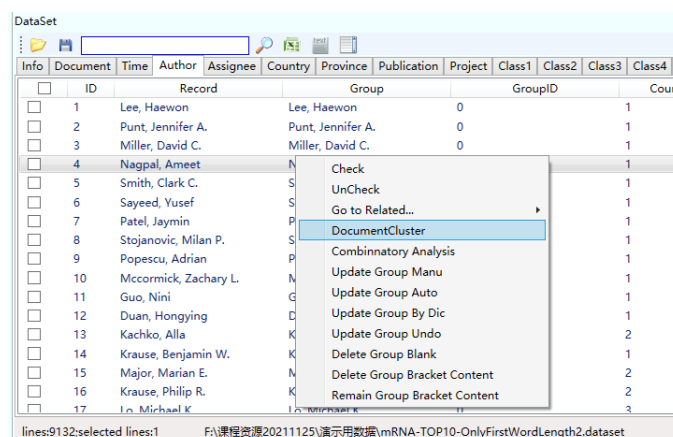 DataSet
Info Document Time Author Assignee Country Province Publication Project Class1 Class2 Class3 Class4
ID Record Group GroupID Cou
1 Lee, Haewon Lee, Haewon 0 1
2 Punt, Jennifer A. Punt, Jennifer A. 0 1
3 Miller, David C. Miller, David C. 0 1
4 Nagpal, Ameet N 1
5 Smith, Clark C. S 1
6 Sayeed, Yusef S 1
7 Patel, Jaymin P 1
8 Stojanovic, Milan P. S 1
9 Popescu, Adrian P 1
10 Mccormick, Zachary L. M 1
11 Guo, Nini G 1
12 Duan, Hongying D 1
13 Kachko, Alla K 2
14 Krause, Benjamin W. K 1
15 Major, Marian E. M 2
16 Krause, Philip R. K 2
17 Lo, Michael K. Lo, Michael K. 0 3
Check
UnCheck
Go to Related...
DocumentCluster
Combinnatory Analysis
Update Group Manu
Update Group Auto
Update Group By Dic
Update Group Undo
Delete Group Blank
Delete Group Bracket Content
Remain Group Bracket Content
lines:9132;selected lines:1 F:\课程资源20211125\演示用数据\mRNA-TOP10-OnlyFirstWordLength2.dataset